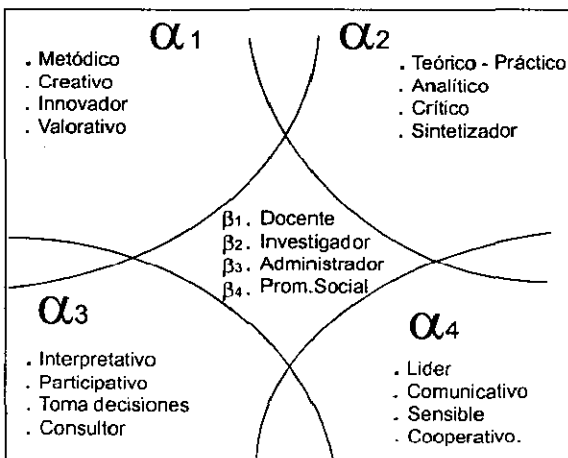 α1
. Metódico
. Creativo
. Innovador
. Valorativo
α2
. Teórico - Práctico
. Analítico
. Crítico
. Sintetizador
β1. Docente
β2. Investigador
β3. Administrador
β4. Prom.Social
α3
. Interpretativo
. Participativo
. Toma decisiones
. Consultor
α4
. Lider
. Comunicativo
. Sensible
. Cooperativo.